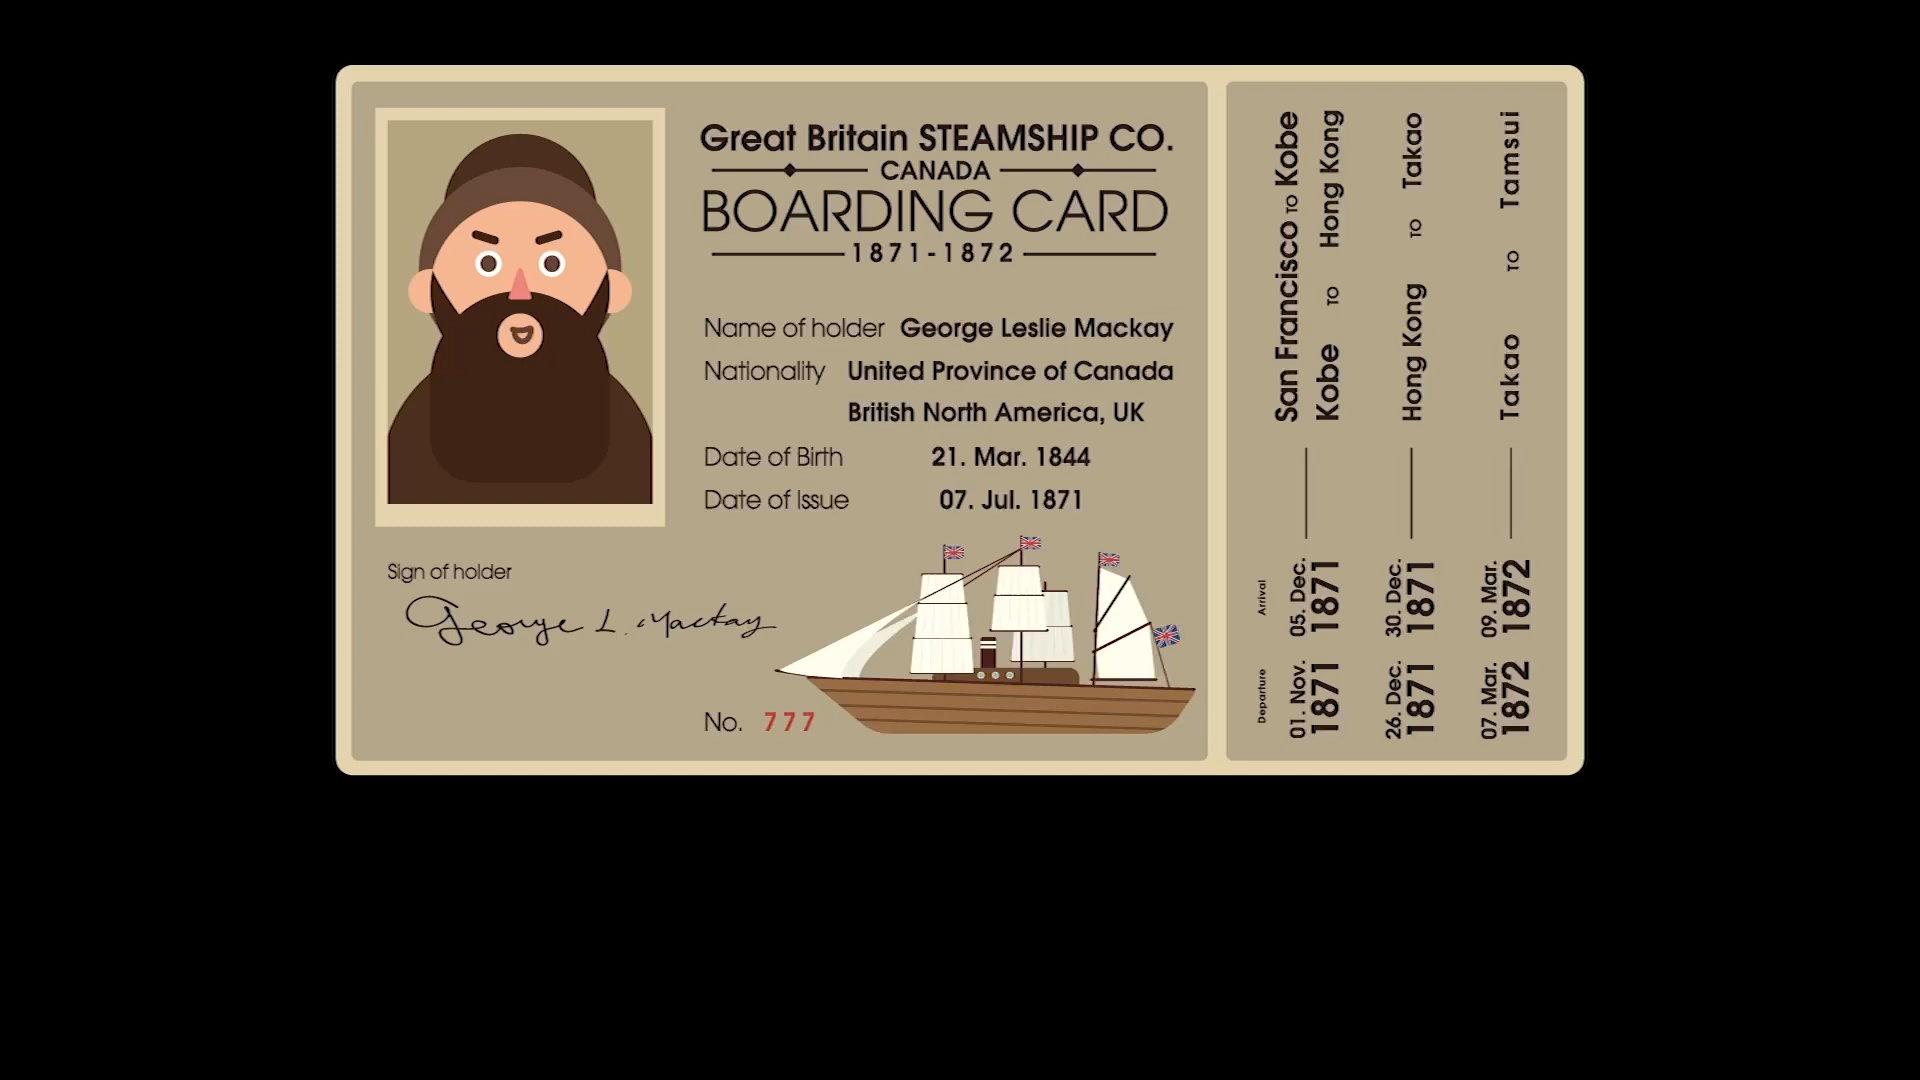 Great Britain STEAMSHIP CO.
CANADA
BOARDING CARD
1871-1872
Name of holder George Leslie Mackay
Nationality United Province of Canada
British North America, UK
Date of Birth 21. Mar. 1844
Date of Issue 07. Jul. 1871
Sign of holder
George L. Mackay
No. 777
Departure Arrival
01. Nov. 05. Dec. San Francisco TO Kobe
1871 1871 Kobe TO Hong Kong
26. Dec. 30. Dec. Hong Kong TO Takao
1871 1871
07. Mar. 09. Mar. Takao TO Tamsui
1872 1872